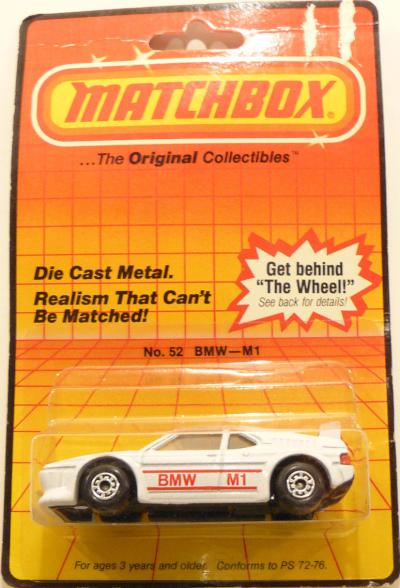 MATCHBOX®
...The Original Collectibles™
Die Cast Metal.
Realism That Can't
Be Matched!
Get behind
“The Wheel!”
See back for details!
No. 52 BMW—M1
BMW M1
For ages 3 years and older. Conforms to PS 72-76.